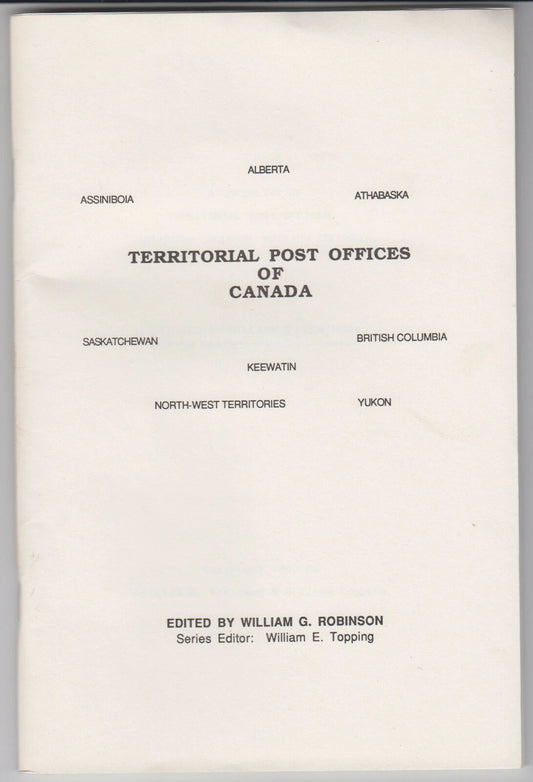 ALBERTA
ASSINIBOIA ATHABASKA
TERRITORIAL POST OFFICES
OF
CANADA
SASKATCHEWAN BRITISH COLUMBIA
KEEWATIN
NORTH-WEST TERRITORIES YUKON
EDITED BY WILLIAM G. ROBINSON
Series Editor: William E. Topping